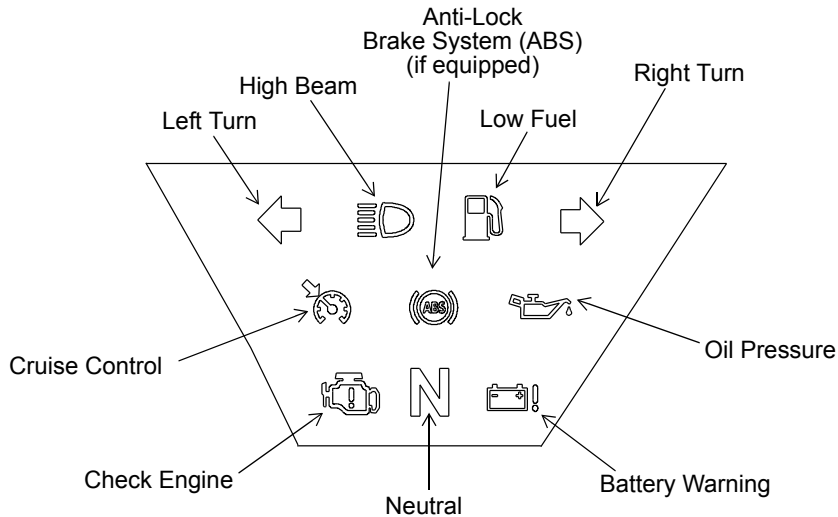 Anti-Lock
Brake System (ABS)
(if equipped)
High Beam
Right Turn
Left Turn
Low Fuel
ABS
Oil Pressure
Cruise Control
N
Check Engine
Battery Warning
Neutral